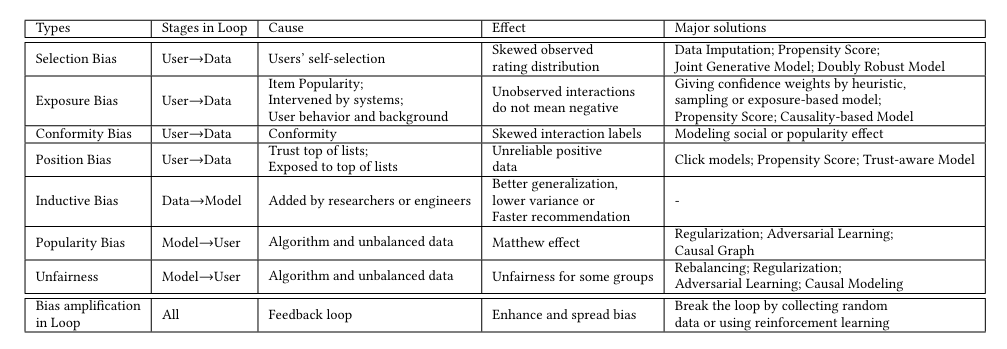 Types Stages in Loop Cause Effect Major solutions
Selection Bias User→Data Users' self-selection Skewed observed rating distribution Data Imputation; Propensity Score; Joint Generative Model; Doubly Robust Model
Exposure Bias User→Data Item Popularity; Intervened by systems; User behavior and background Unobserved interactions do not mean negative Giving confidence weights by heuristic, sampling or exposure-based model; Propensity Score; Causality-based Model
Conformity Bias User→Data Conformity Skewed interaction labels Modeling social or popularity effect
Position Bias User→Data Trust top of lists; Exposed to top of lists Unreliable positive data Click models; Propensity Score; Trust-aware Model
Inductive Bias Data→Model Added by researchers or engineers Better generalization, lower variance or Faster recommendation -
Popularity Bias Model→User Algorithm and unbalanced data Matthew effect Regularization; Adversarial Learning; Causal Graph
Unfairness Model→User Algorithm and unbalanced data Unfairness for some groups Rebalancing; Regularization; Adversarial Learning; Causal Modeling
Bias amplification in Loop All Feedback loop Enhance and spread bias Break the loop by collecting random data or using reinforcement learning